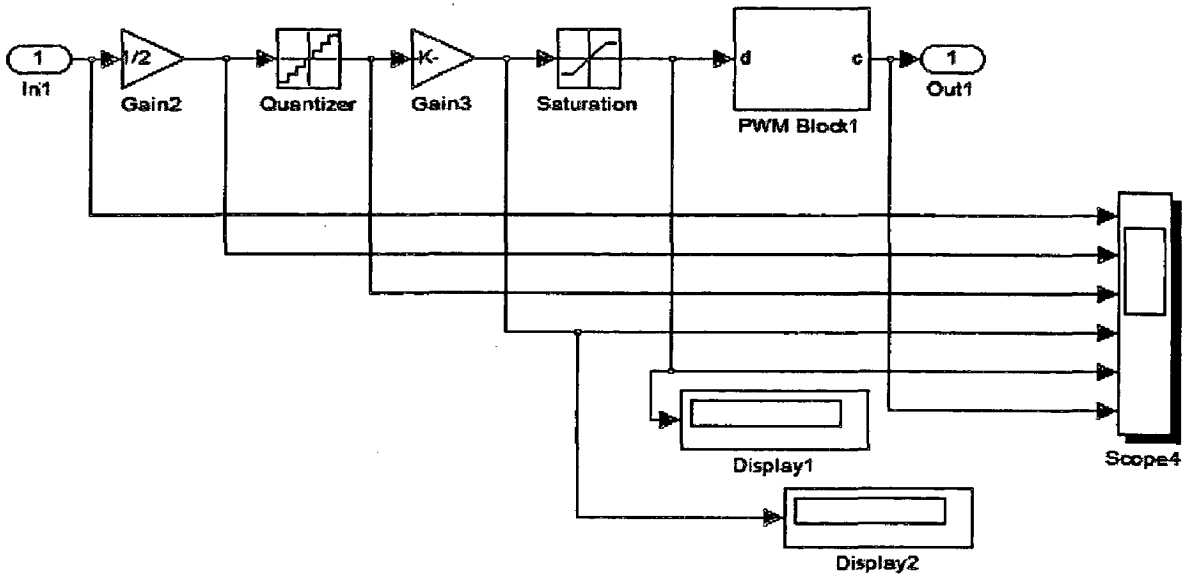 1
1/2
-K-
d
c
1
In1
Gain2
Quantizer
Gain3
Saturation
PWM Block1
Out1
Scope4
Display1
Display2